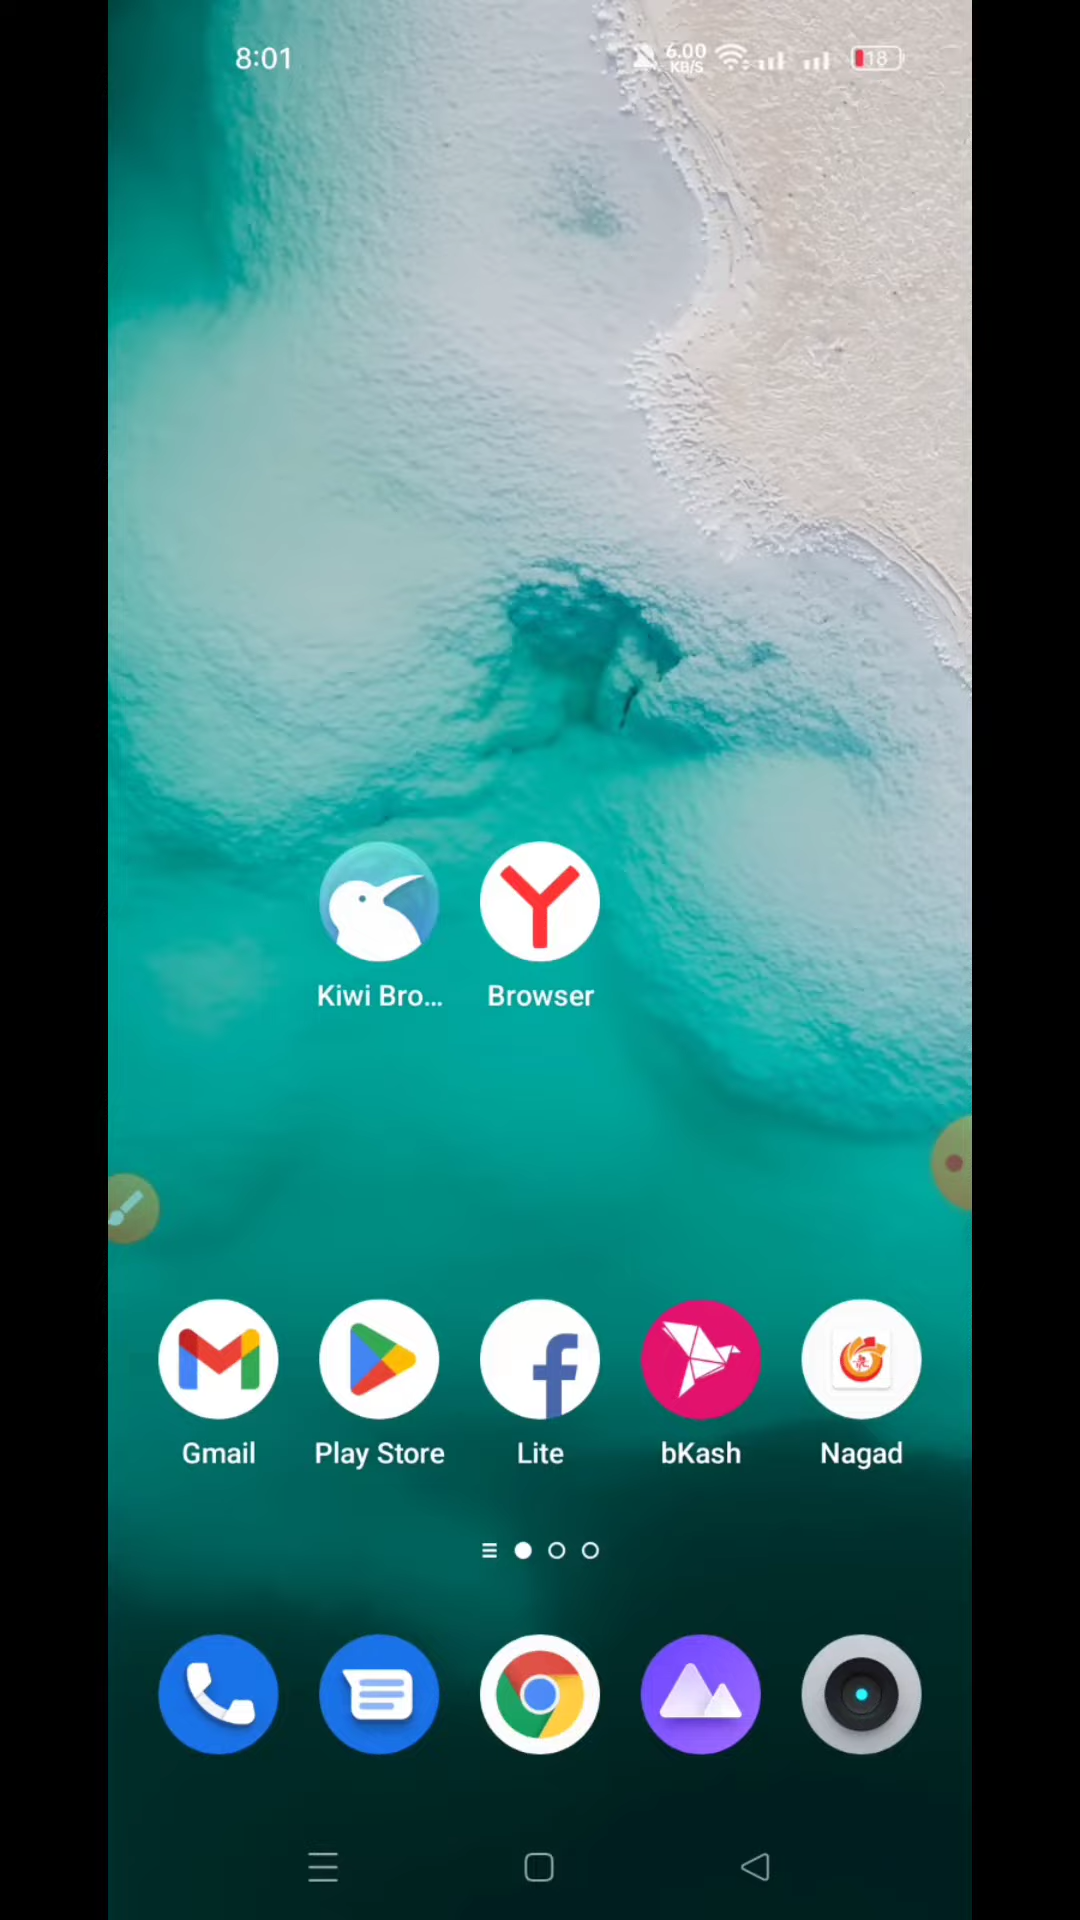 8:01
6.00
KB/S
18
Kiwi Bro...
Browser
Gmail
Play Store
Lite
bKash
Nagad